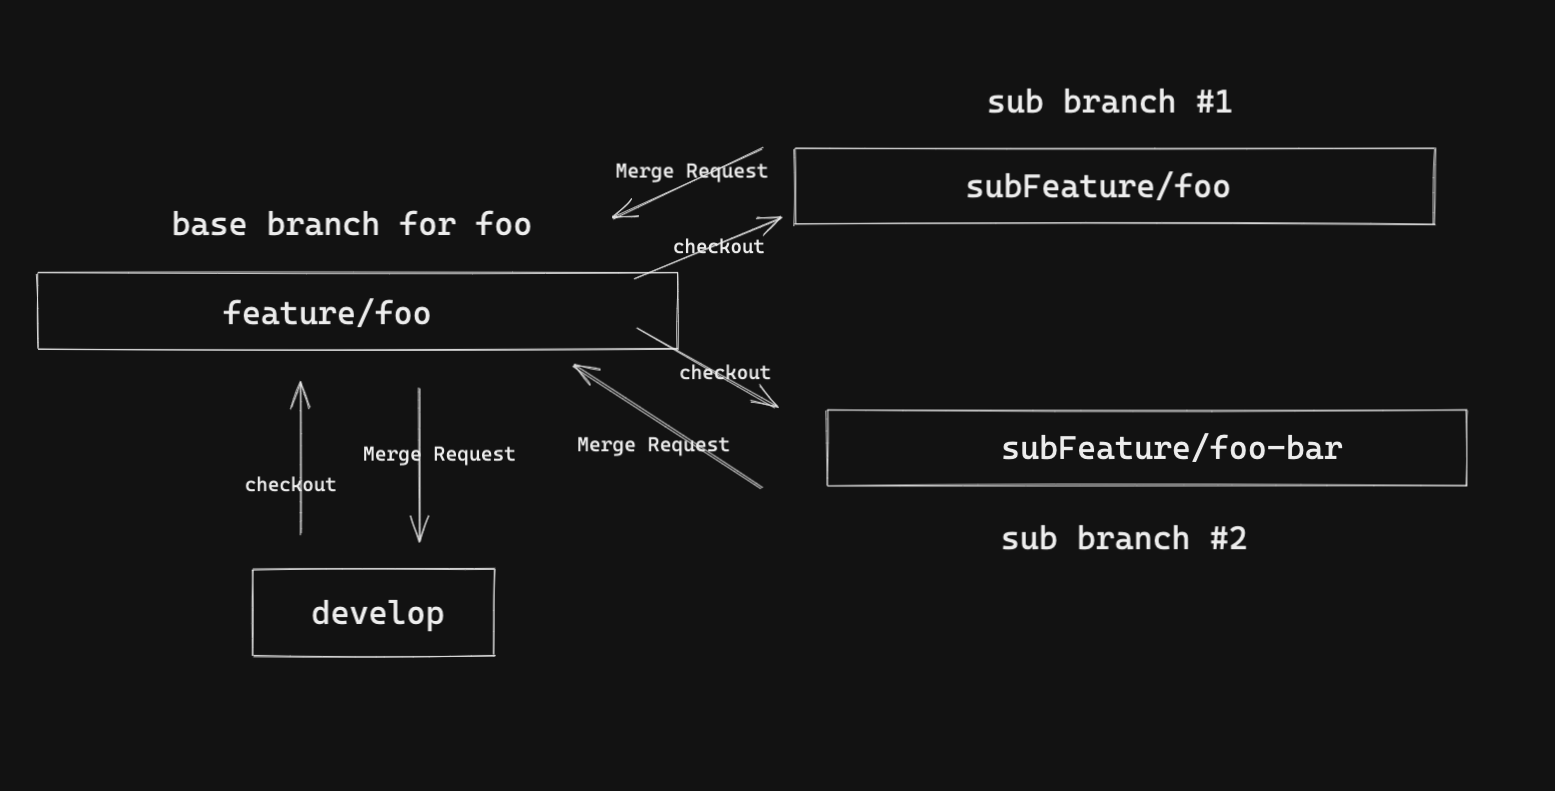 sub branch #1
Merge Request
subFeature/foo
base branch for foo
checkout
feature/foo
checkout
Merge Request
subFeature/foo-bar
Merge Request
checkout
sub branch #2
develop